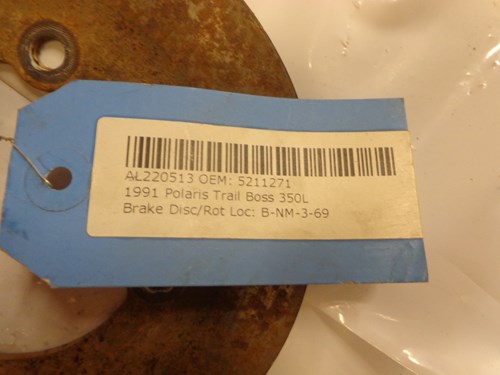 AL220513 OEM: 5211271
1991 Polaris Trail Boss 350L
Brake Disc/Rot Loc: B-NM-3-69